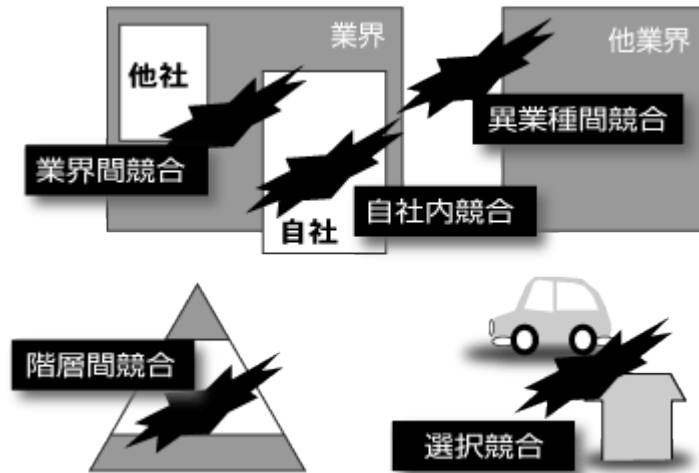 業界
他業界
他社
異業種間競合
業界間競合
自社内競合
自社
階層間競合
選択競合